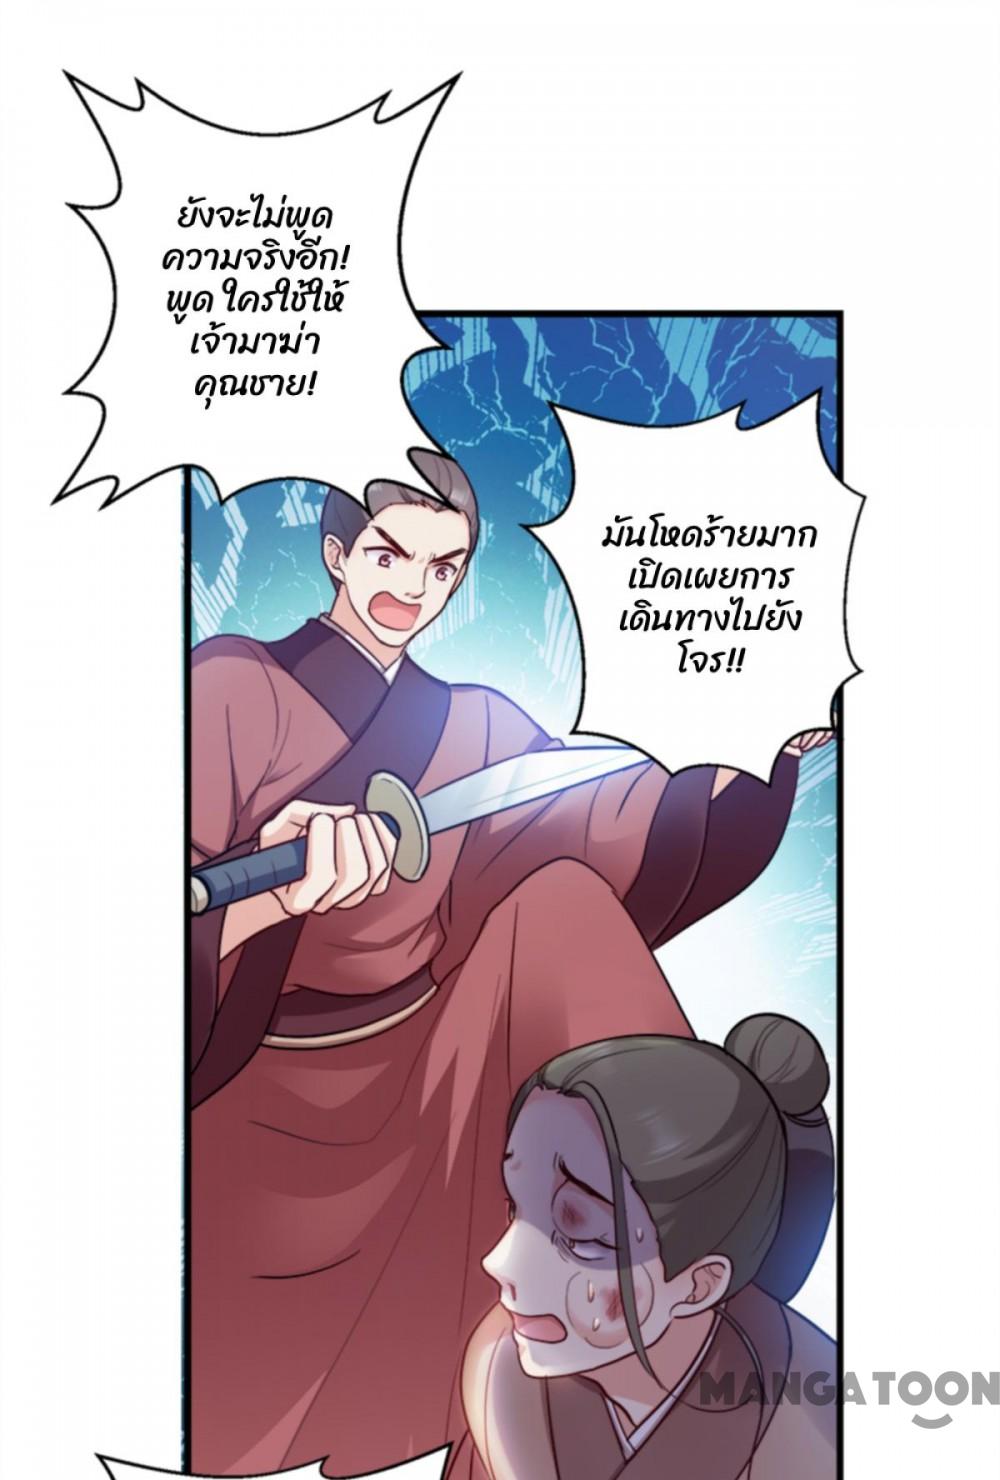 ยังจะไม่พูด
ความจริงอีก!
พูด ใครใช้ให้
เจ้ามาฆ่า
คุณชาย!
มันโหดร้ายมาก
เปิดเผยการ
เดินทางไปยัง
โจร!!
MANGATOON